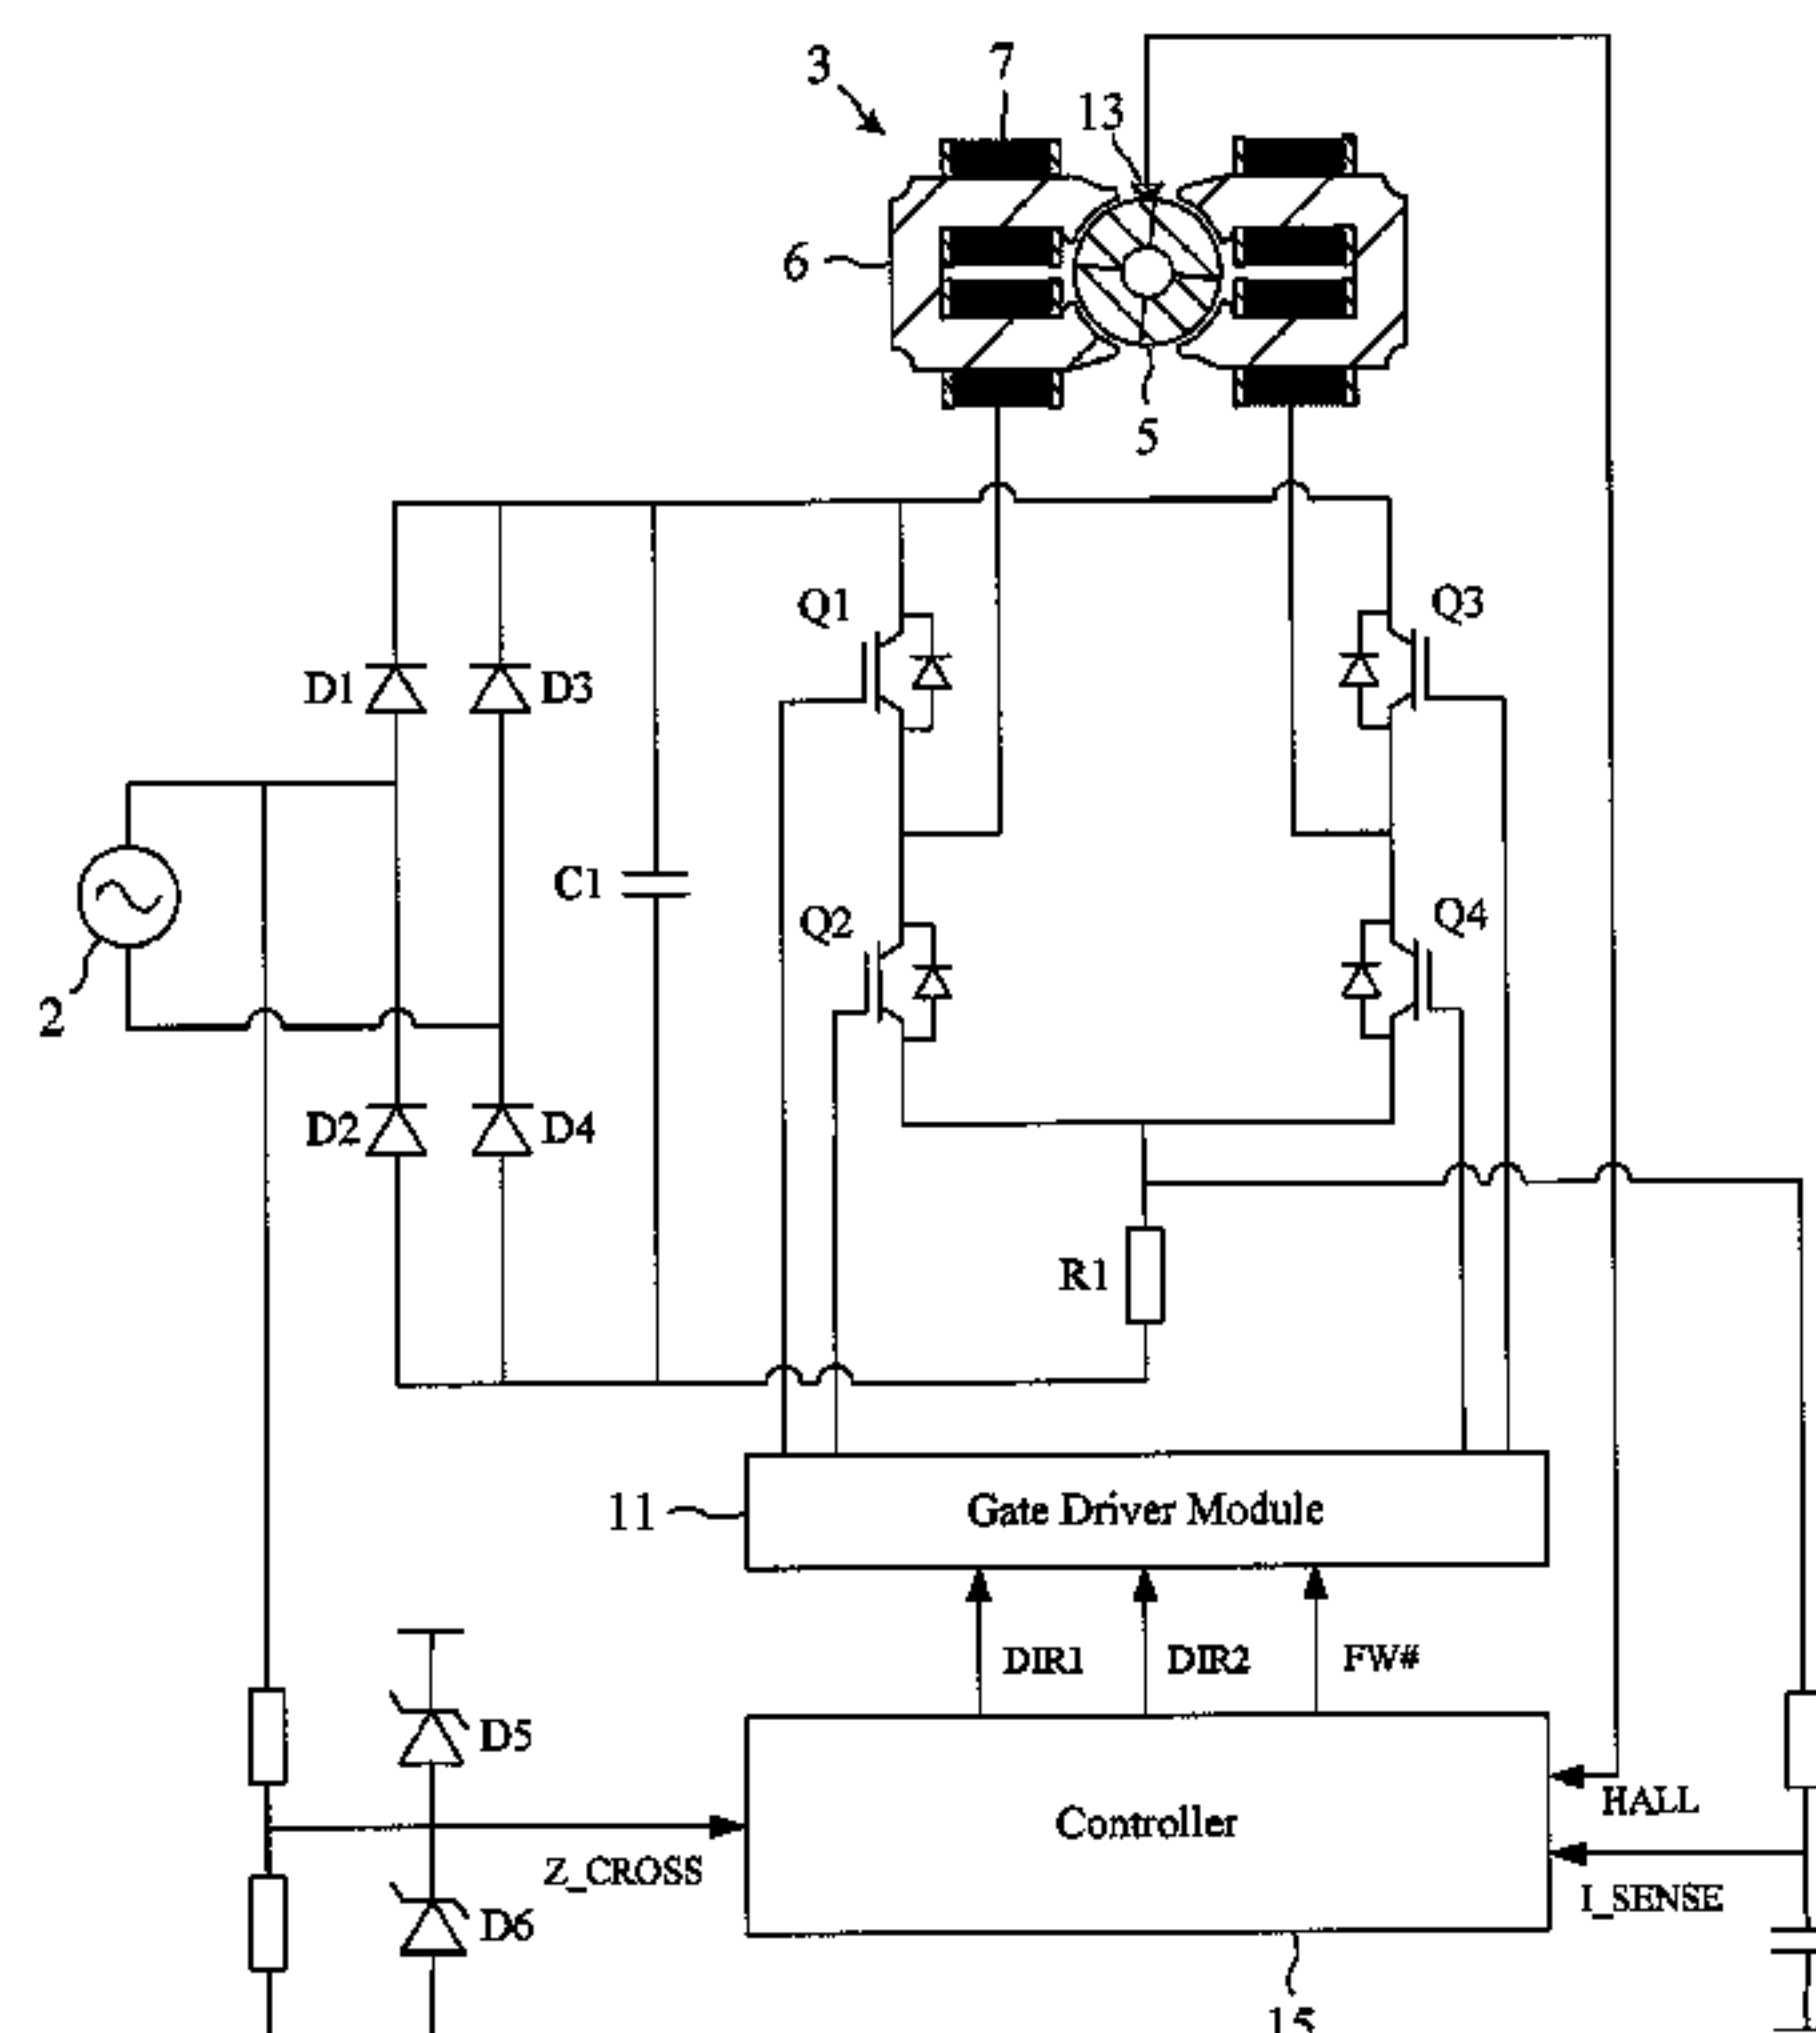 3
7
13
6
5
Q1
Q3
D1
D3
C1
Q2
Q4
2
D2
D4
R1
11
Gate Driver Module
DIR1
DIR2
FW#
D5
HALL
Controller
Z_CROSS
I_SENSE
D6
15